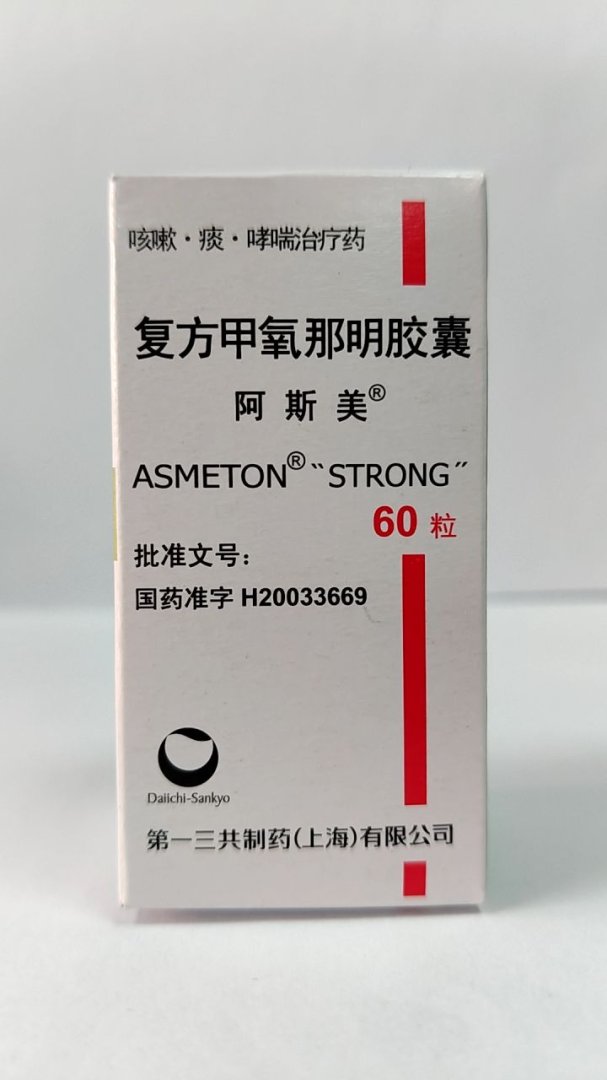 咳嗽·痰·哮喘治疗药
复方甲氧那明胶囊
阿斯美®
ASMETON® “STRONG”
60 粒
批准文号：
国药准字 H20033669
Daiichi-Sankyo
第一三共制药(上海)有限公司